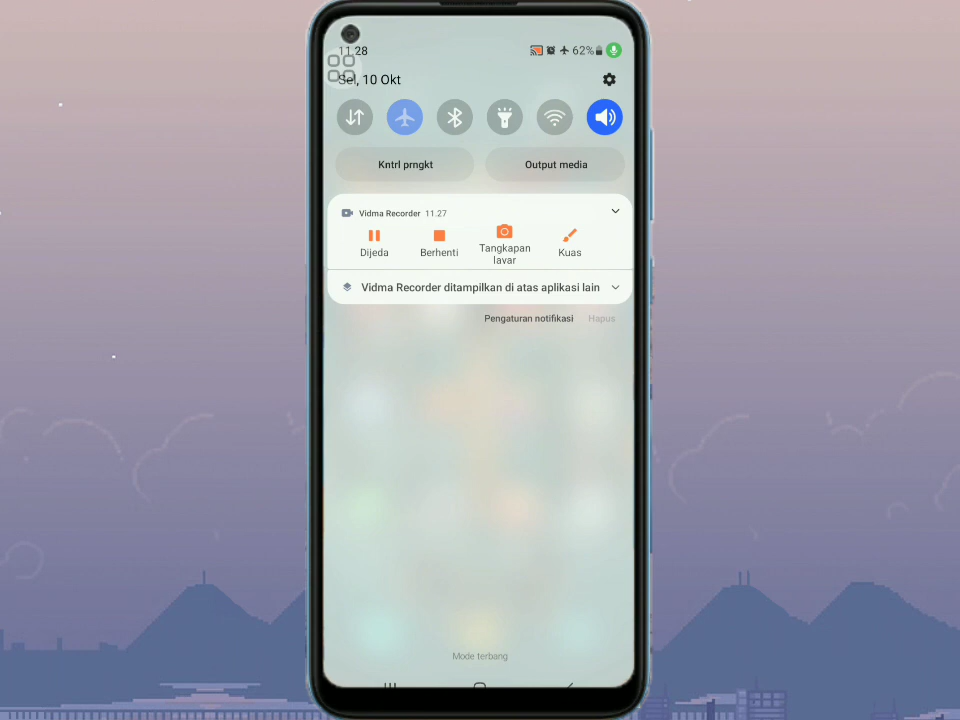 11.28
62%
Sel, 10 Okt
Kntrl prngkt
Output media
Vidma Recorder 11.27
Dijeda
Berhenti
Tangkapan
layar
Kuas
Vidma Recorder ditampilkan di atas aplikasi lain
Pengaturan notifikasi
Hapus
Mode terbang